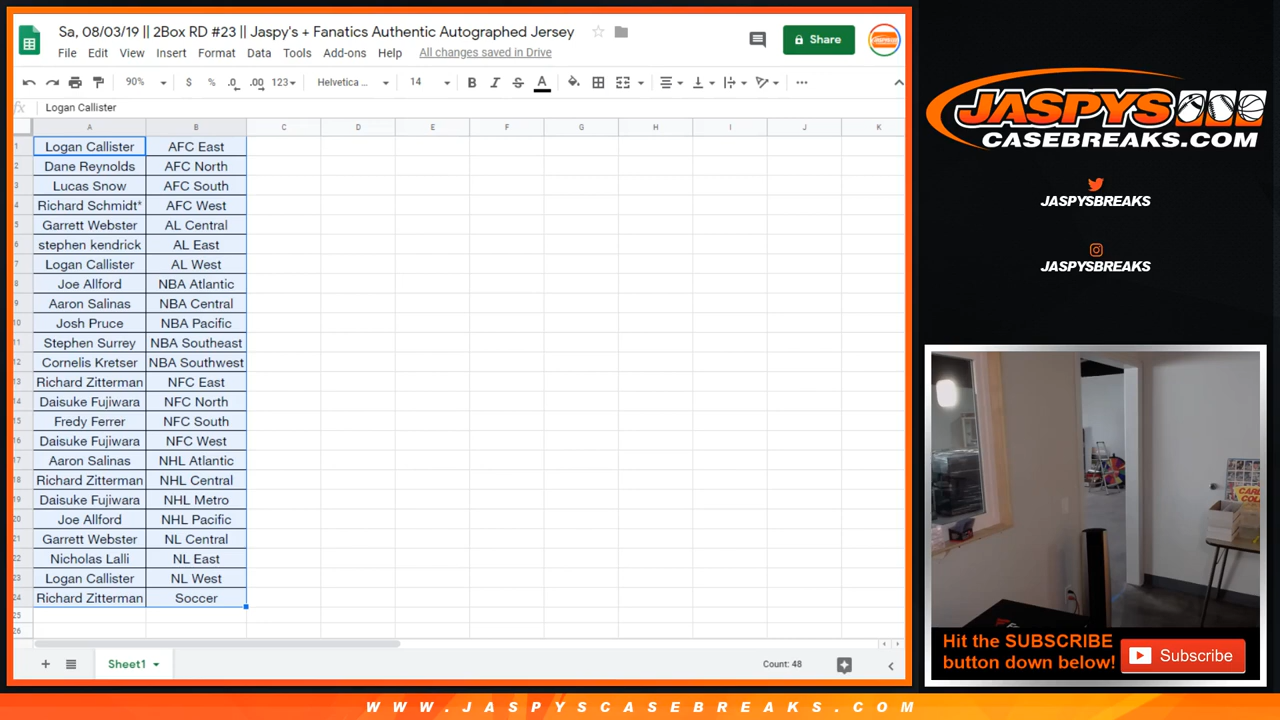 Sa, 08/03/19 || 2Box RD #23 || Jaspy's + Fanatics Authentic Autographed Jersey
File Edit View Insert Format Data Tools Add-ons Help All changes saved in Drive
Share
90% $ % .0 .00 123 Helvetica ... 14 B I S A
fx Logan Callister
A B C D E F G H I J K
1 Logan Callister AFC East
2 Dane Reynolds AFC North
3 Lucas Snow AFC South
4 Richard Schmidt* AFC West
5 Garrett Webster AL Central
6 stephen kendrick AL East
7 Logan Callister AL West
8 Joe Allford NBA Atlantic
9 Aaron Salinas NBA Central
10 Josh Pruce NBA Pacific
11 Stephen Surrey NBA Southeast
12 Cornelis Kretser NBA Southwest
13 Richard Zitterman NFC East
14 Daisuke Fujiwara NFC North
15 Fredy Ferrer NFC South
16 Daisuke Fujiwara NFC West
17 Aaron Salinas NHL Atlantic
18 Richard Zitterman NHL Central
19 Daisuke Fujiwara NHL Metro
20 Joe Allford NHL Pacific
21 Garrett Webster NL Central
22 Nicholas Lalli NL East
23 Logan Callister NL West
24 Richard Zitterman Soccer
25
26
Sheet1
Count: 48
JASPYS
CASEBREAKS.COM
JASPYSBREAKS
JASPYSBREAKS
Hit the SUBSCRIBE
button down below!
Subscribe
WWW.JASPYSCASEBREAKS.COM